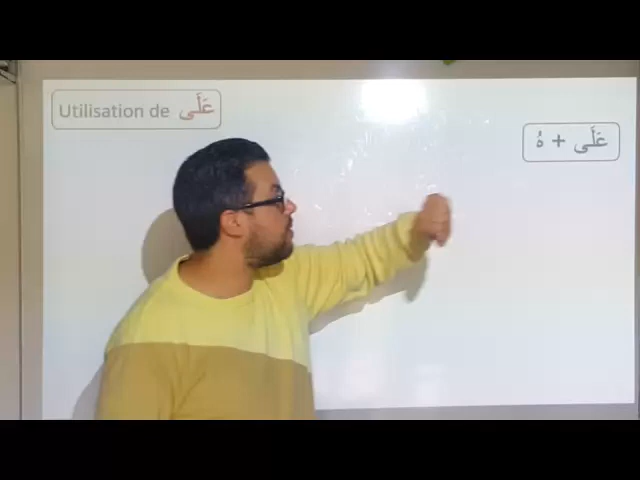 Utilisation de عَلَى
عَلَى + هُ